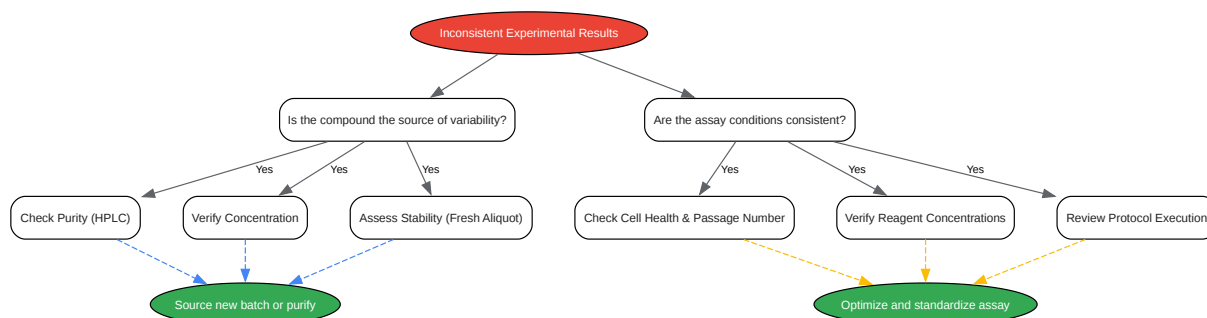 Inconsistent Experimental Results
Is the compound the source of variability?
Are the assay conditions consistent?
Yes
Yes
Yes
Yes
Yes
Yes
Check Purity (HPLC)
Verify Concentration
Assess Stability (Fresh Aliquot)
Check Cell Health & Passage Number
Verify Reagent Concentrations
Review Protocol Execution
Source new batch or purify
Optimize and standardize assay